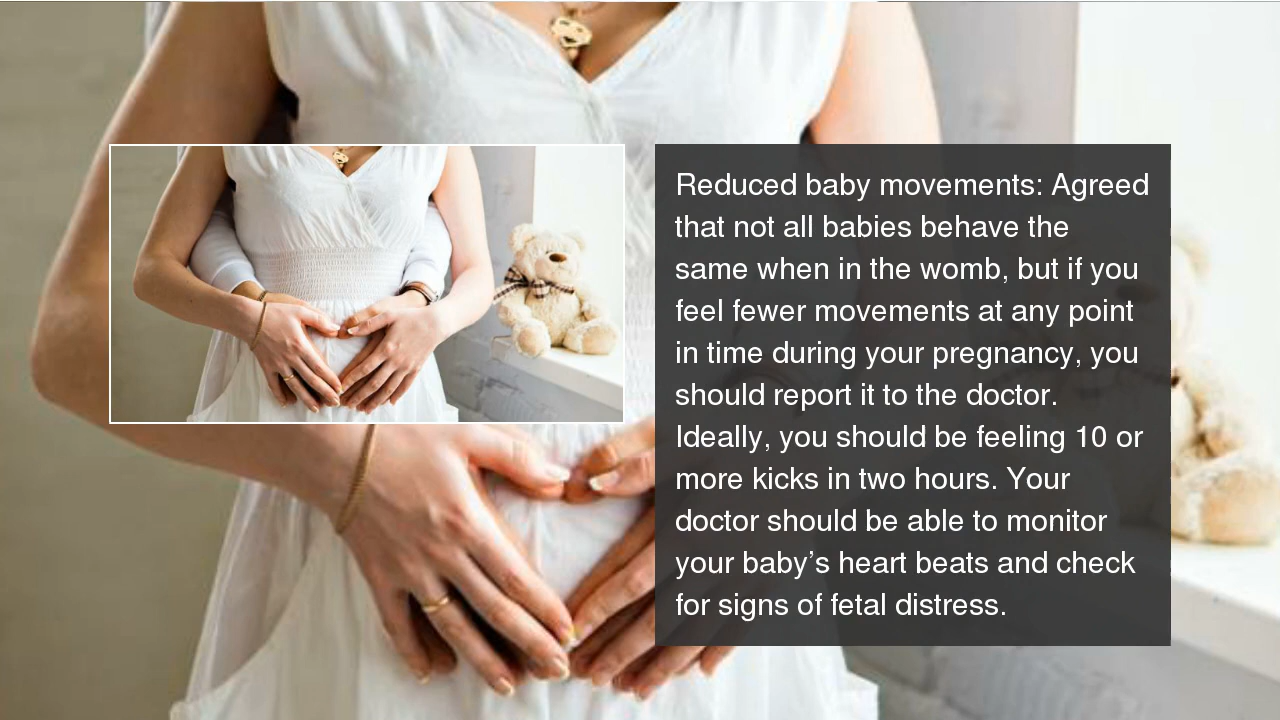 Reduced baby movements: Agreed
that not all babies behave the
same when in the womb, but if you
feel fewer movements at any point
in time during your pregnancy, you
should report it to the doctor.
Ideally, you should be feeling 10 or
more kicks in two hours. Your
doctor should be able to monitor
your baby’s heart beats and check
for signs of fetal distress.